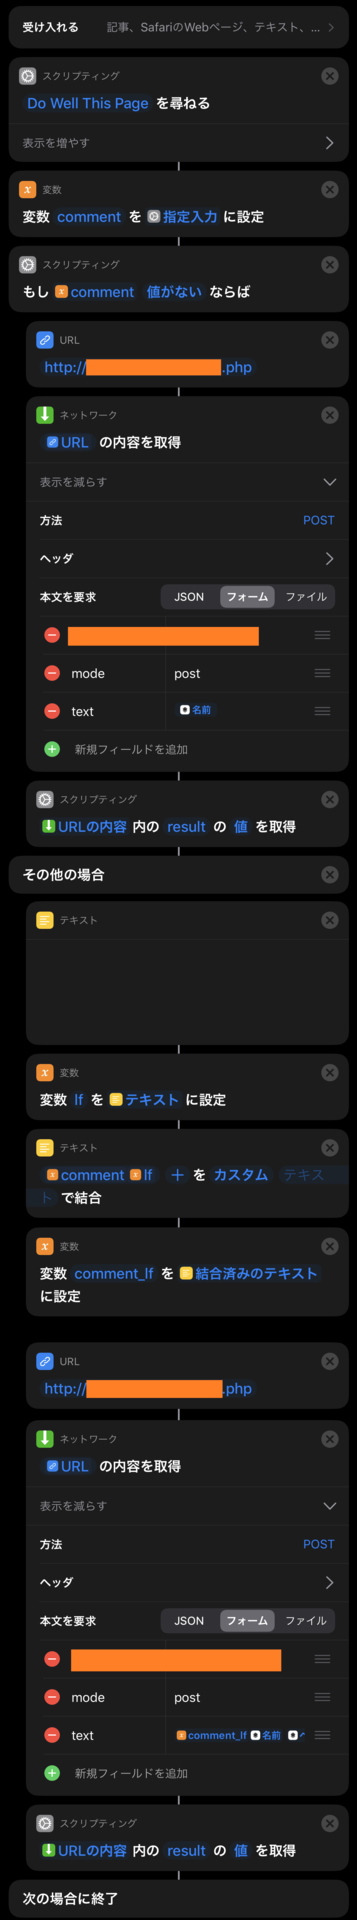 受け入れる 記事、SafariのWebページ、テキスト、...
スクリプティング
Do Well This Page を尋ねる
表示を増やす
変数
変数 comment を 指定入力 に設定
スクリプティング
もし comment 値がない ならば
URL
http:// .php
ネットワーク
URL の内容を取得
表示を減らす
方法 POST
ヘッダ
本文を要求 JSON フォーム ファイル
mode post
text 名前
新規フィールドを追加
スクリプティング
URLの内容 内の result の 値 を取得
その他の場合
テキスト
変数
変数 lf を テキスト に設定
テキスト
comment lf を カスタム テキス
ト で結合
変数
変数 comment_lf を 結合済みのテキスト
に設定
URL
http:// .php
ネットワーク
URL の内容を取得
表示を減らす
方法 POST
ヘッダ
本文を要求 JSON フォーム ファイル
mode post
text comment_lf 名前
新規フィールドを追加
スクリプティング
URLの内容 内の result の 値 を取得
次の場合に終了